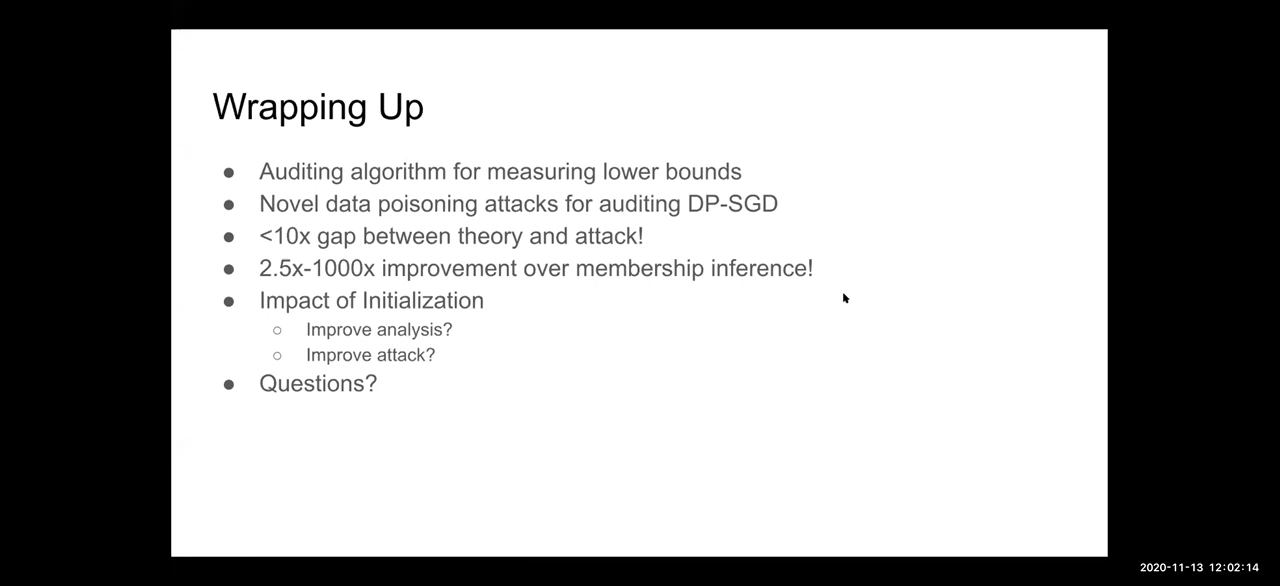 Wrapping Up
● Auditing algorithm for measuring lower bounds
● Novel data poisoning attacks for auditing DP-SGD
● <10x gap between theory and attack!
● 2.5x-1000x improvement over membership inference!
● Impact of Initialization
○ Improve analysis?
○ Improve attack?
● Questions?
2020-11-13 12:02:14